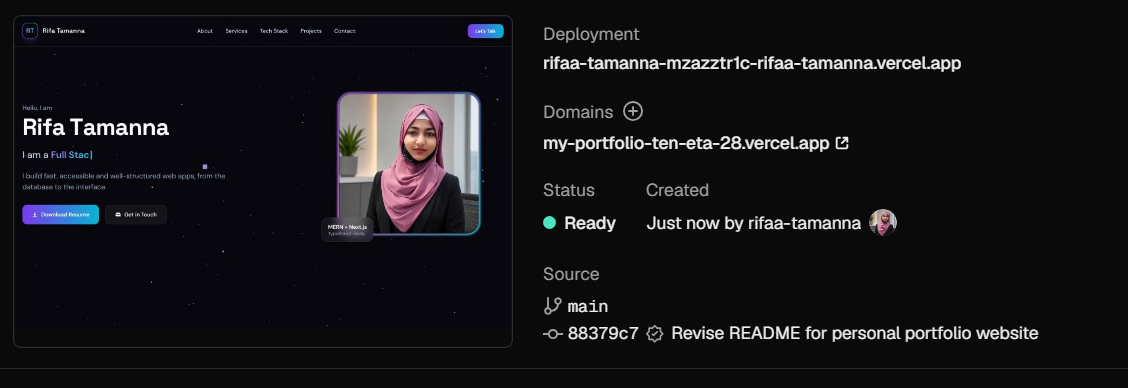 RT Rifa Tamanna
About Services Tech Stack Projects Contact
Let's Talk
Hello, I am
Rifa Tamanna
I am a Full Stac|
I build fast, accessible and well-structured web apps, from the
database to the interface.
Download Resume
Get in Touch
MERN + Next.js
TypeScript Ready
Deployment
rifaa-tamanna-mzazztr1c-rifaa-tamanna.vercel.app
Domains
my-portfolio-ten-eta-28.vercel.app
Status Created
Ready Just now by rifaa-tamanna
Source
main
88379c7 Revise README for personal portfolio website